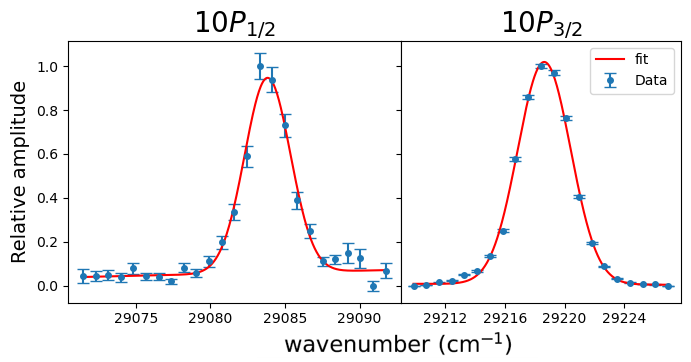 10P₁/₂ 10P₃/₂
Relative amplitude
1.0
0.8
0.6
0.4
0.2
0.0
fit
Data
29075 29080 29085 29090 29212 29216 29220 29224
wavenumber (cm⁻¹)